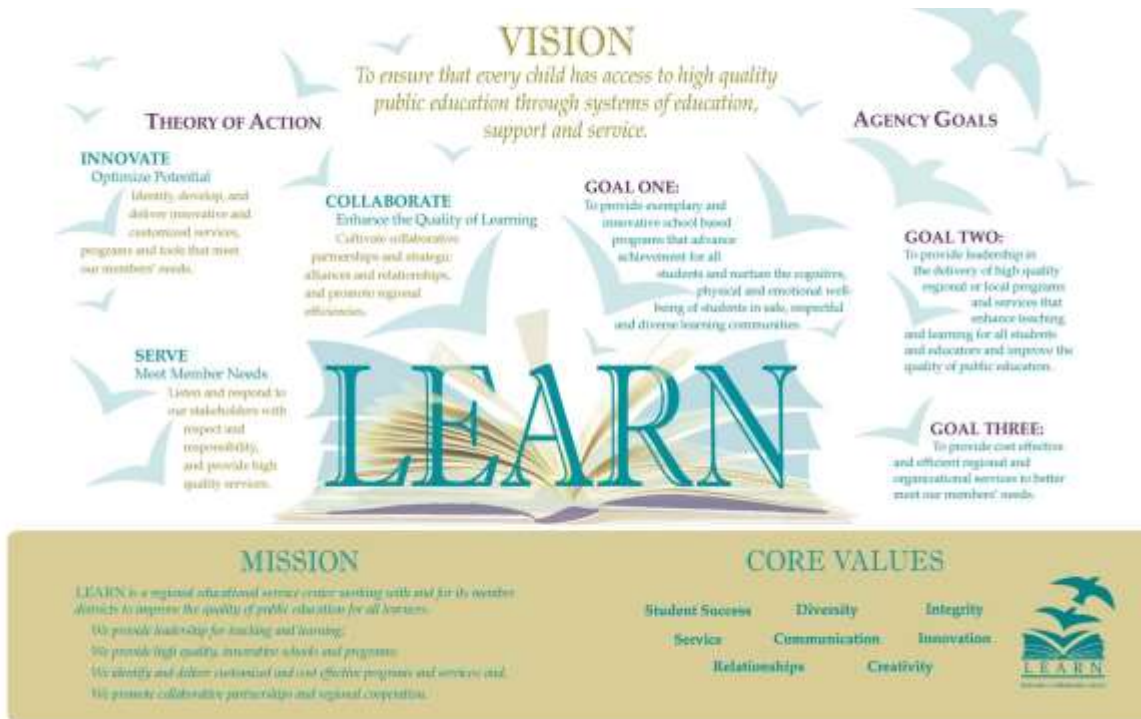 VISION
To ensure that every child has access to high quality
public education through systems of education,
support and service.
THEORY OF ACTION
INNOVATE
Optimize Potential
Identify, develop, and
deliver innovative and
customized services,
programs and tools that meet
our members' needs.
COLLABORATE
Enhance the Quality of Learning
Cultivate collaborative
partnerships and strategic
alliances and relationships,
and promote regional
efficiencies.
SERVE
Meet Member Needs
Listen and respond to
our stakeholders with
respect and
responsibility,
and provide high
quality services.
AGENCY GOALS
GOAL ONE:
To provide exemplary and
innovative school based
programs that advance
achievement for all
students and nurture the cognitive,
physical and emotional well-
being of students in safe, respectful
and diverse learning communities.
GOAL TWO:
To provide leadership in
the delivery of high quality
regional or local programs
and services that
enhance teaching
and learning for all students
and educators and improve the
quality of public education.
GOAL THREE:
To provide cost effective
and efficient regional and
organizational services to better
meet our members' needs.
LEARN
MISSION
LEARN is a regional educational service center working with and for its member
districts to improve the quality of public education for all learners.
We provide leadership for teaching and learning;
We provide high quality, innovative schools and programs;
We identify and deliver customized and cost effective programs and services; and,
We promote collaborative partnerships and regional cooperation.
CORE VALUES
Student Success Diversity Integrity
Service Communication Innovation
Relationships Creativity
LEARN